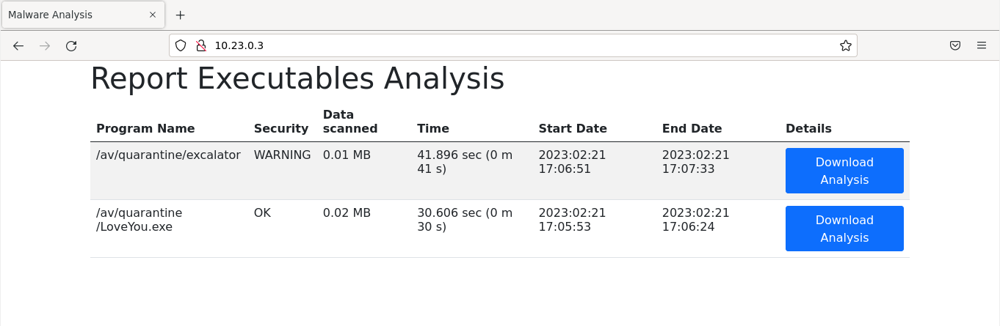 Malware Analysis
10.23.0.3
Report Executables Analysis
Program Name Security Data scanned Time Start Date End Date Details
/av/quarantine/excalator WARNING 0.01 MB 41.896 sec (0 m 2023:02:21 2023:02:21 Download
41 s) 17:06:51 17:07:33 Analysis
/av/quarantine OK 0.02 MB 30.606 sec (0 m 2023:02:21 2023:02:21 Download
/LoveYou.exe 30 s) 17:05:53 17:06:24 Analysis